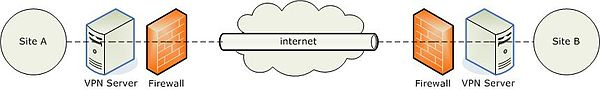 Site A
VPN Server
Firewall
internet
Firewall
VPN Server
Site B